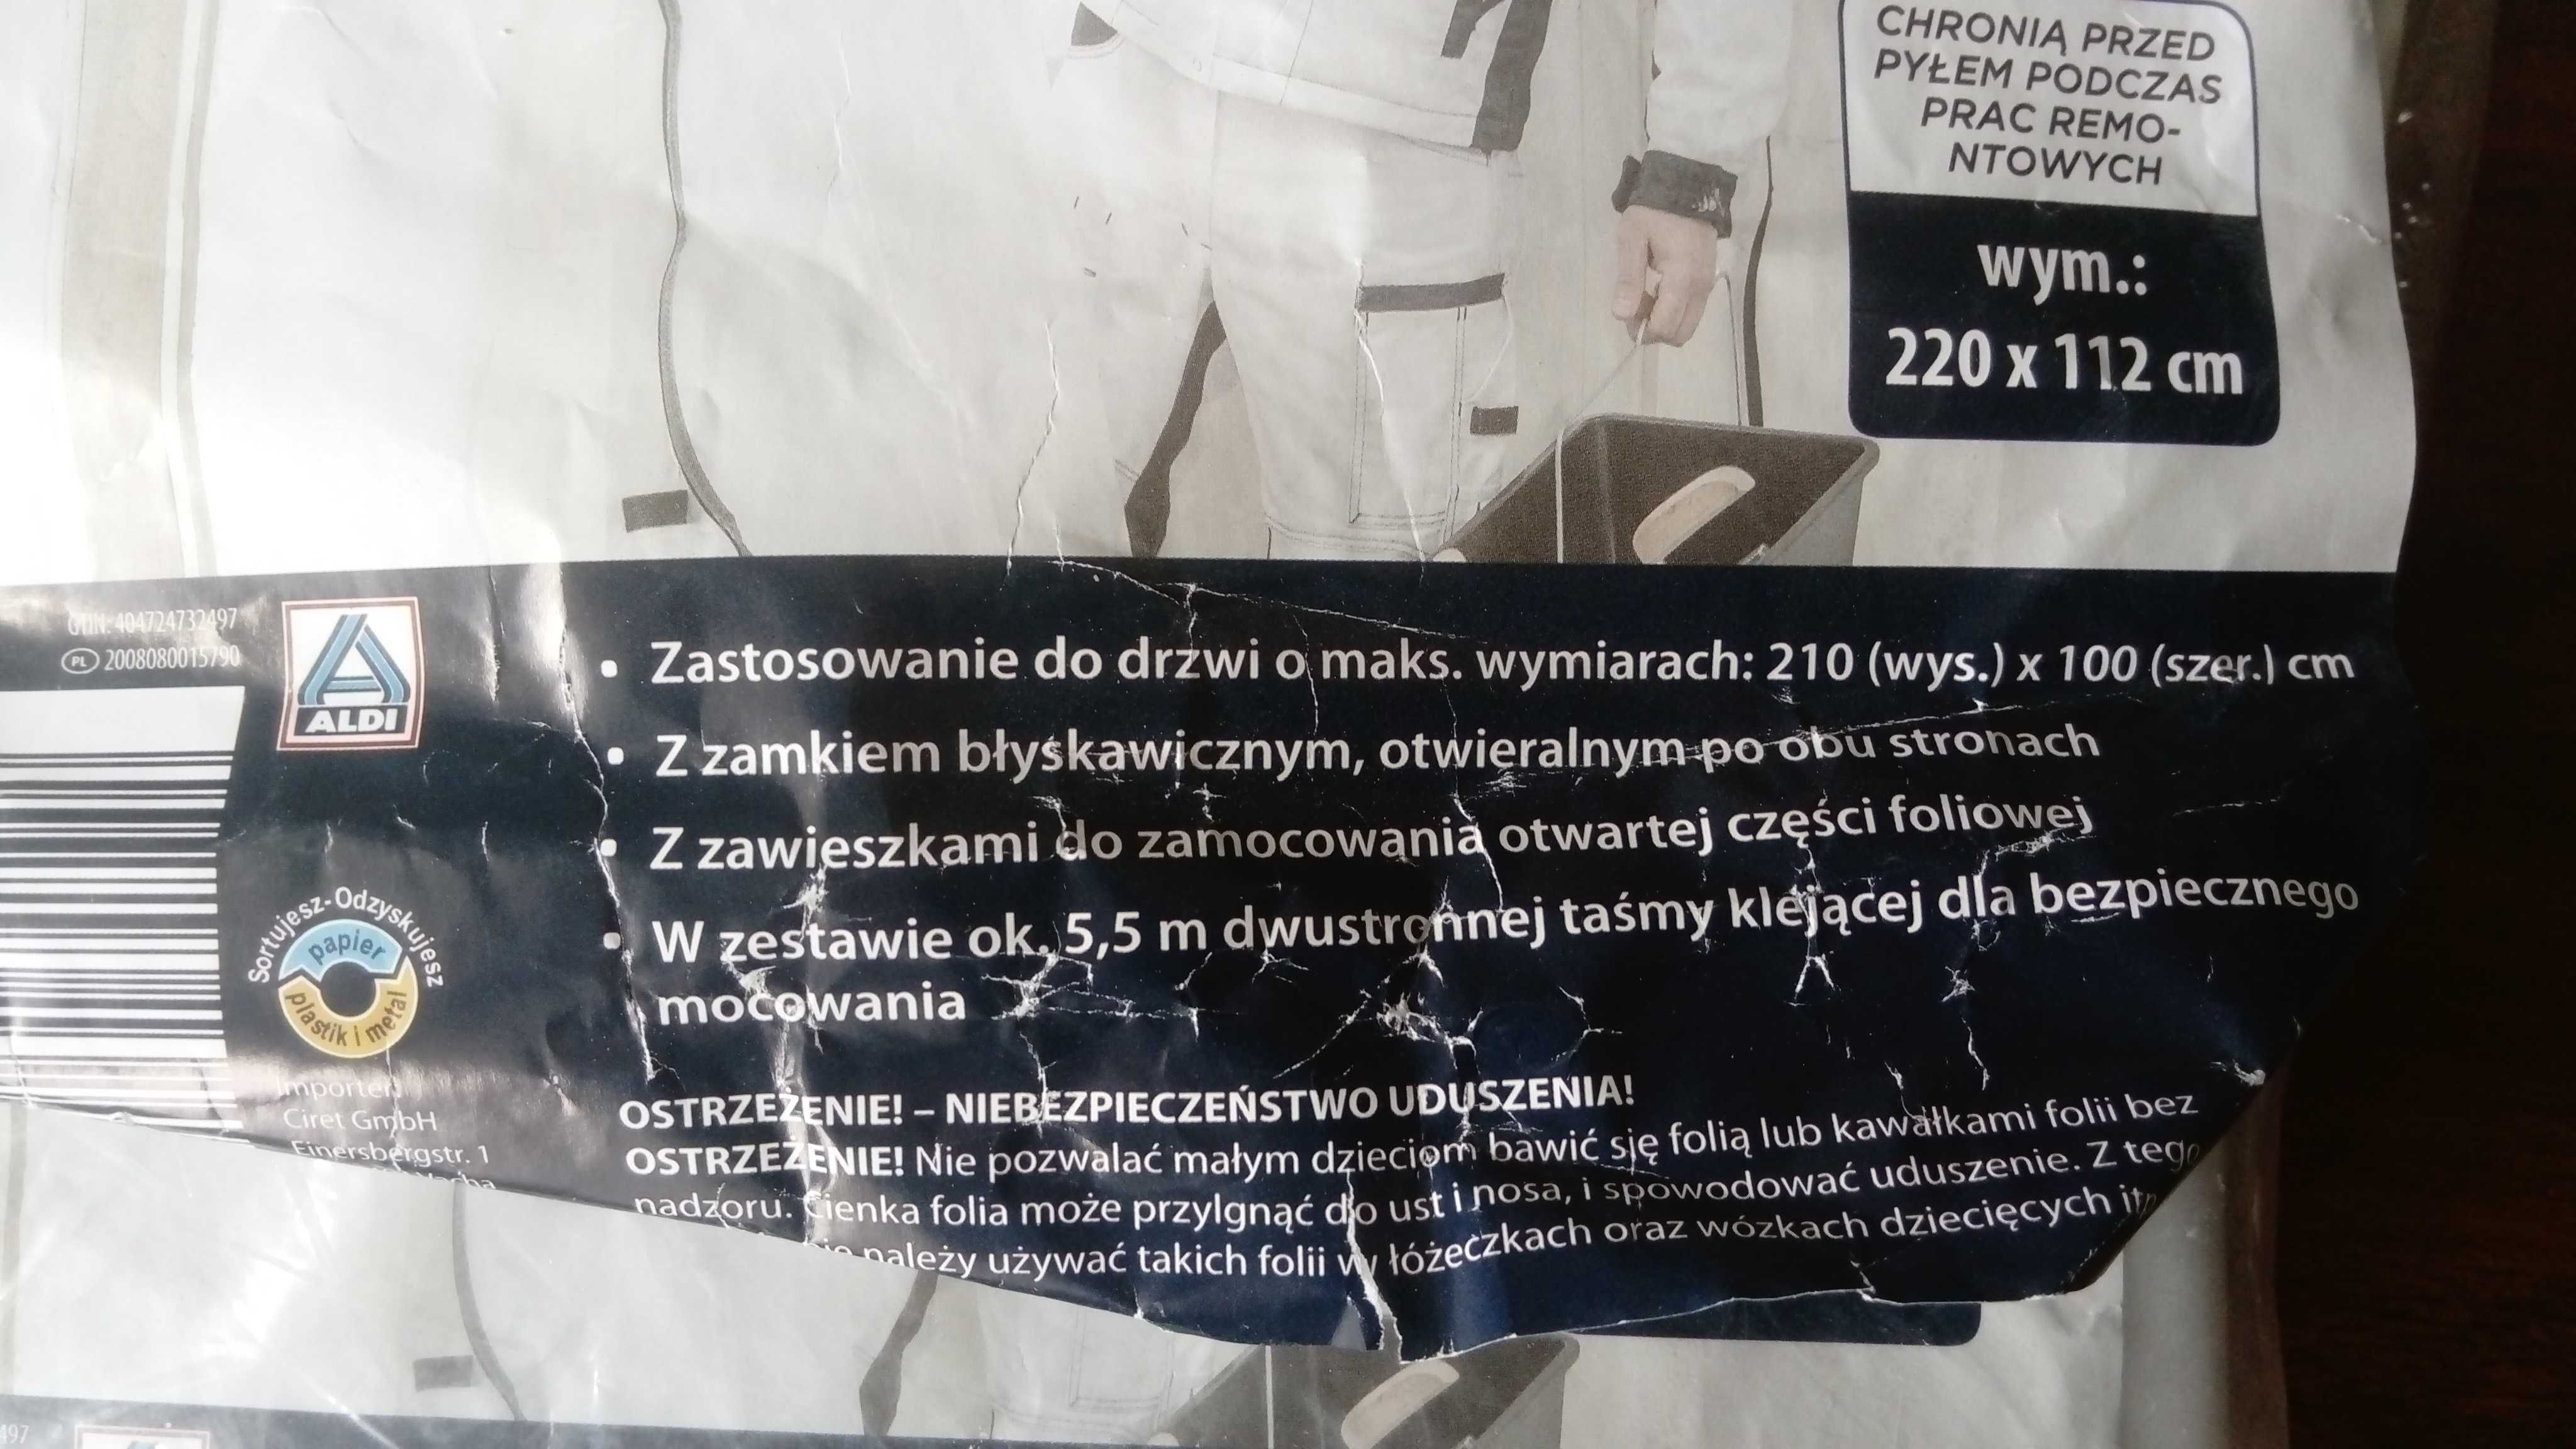 CHRONIĄ PRZED
PYŁEM PODCZAS
PRAC REMO-
NTOWYCH
wym.:
220 x 112 cm
GTIN: 404724732497
PL 2008080015790
ALDI
• Zastosowanie do drzwi o maks. wymiarach: 210 (wys.) x 100 (szer.) cm
• Z zamkiem błyskawicznym, otwieralnym po obu stronach
• Z zawieszkami do zamocowania otwartej części foliowej
• W zestawie ok. 5,5 m dwustronnej taśmy klejącej dla bezpiecznego
mocowania
Sortujesz-Odzyskujesz
papier
plastik i metal
Importer:
Ciret GmbH
Einersbergstr. 1
OSTRZEŻENIE! – NIEBEZPIECZEŃSTWO UDUSZENIA!
OSTRZEŻENIE! Nie pozwalać małym dzieciom bawić się folią lub kawałkami folii bez
nadzoru. Cienka folia może przylgnąć do ust i nosa, i spowodować uduszenie. Z tego
nie należy używać takich folii w łóżeczkach oraz wózkach dziecięcych itp
497